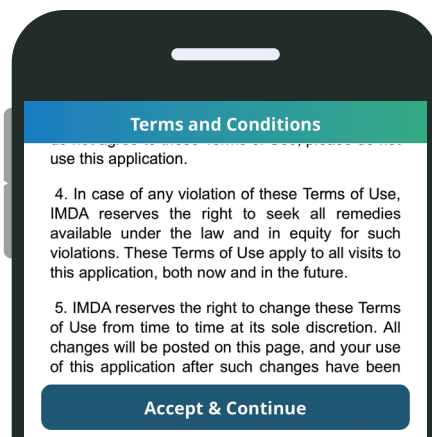 Terms and Conditions
use this application.
4. In case of any violation of these Terms of Use,
IMDA reserves the right to seek all remedies
available under the law and in equity for such
violations. These Terms of Use apply to all visits to
this application, both now and in the future.
5. IMDA reserves the right to change these Terms
of Use from time to time at its sole discretion. All
changes will be posted on this page, and your use
of this application after such changes have been
Accept & Continue